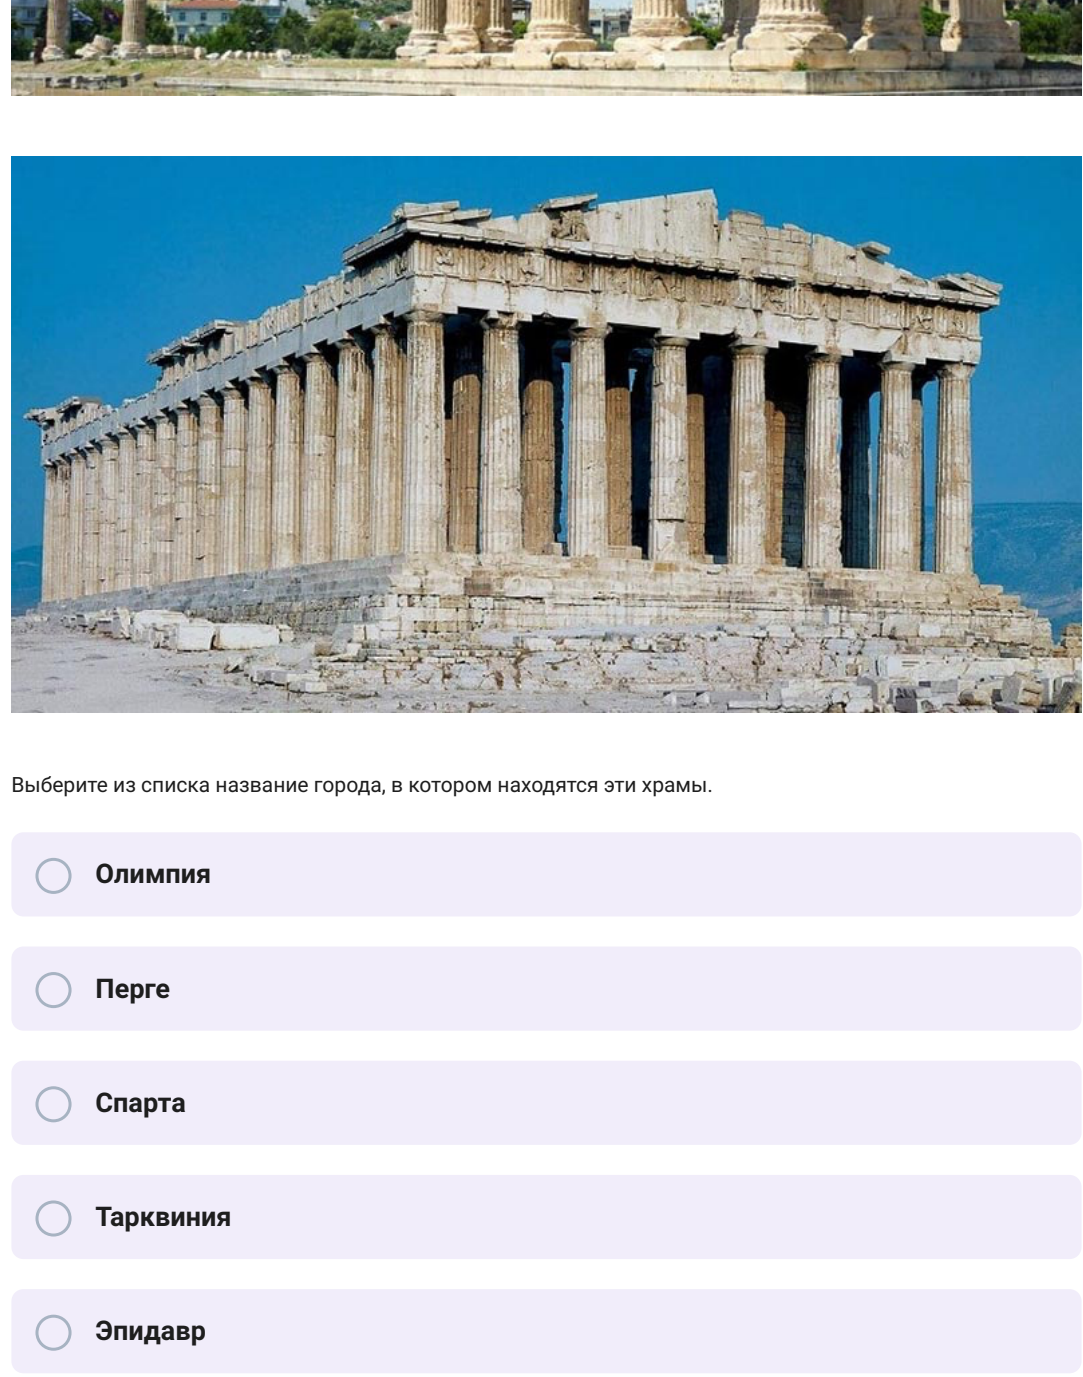 Выберите из списка название города, в котором находятся эти храмы.
Олимпия
Перге
Спарта
Тарквиния
Эпидавр